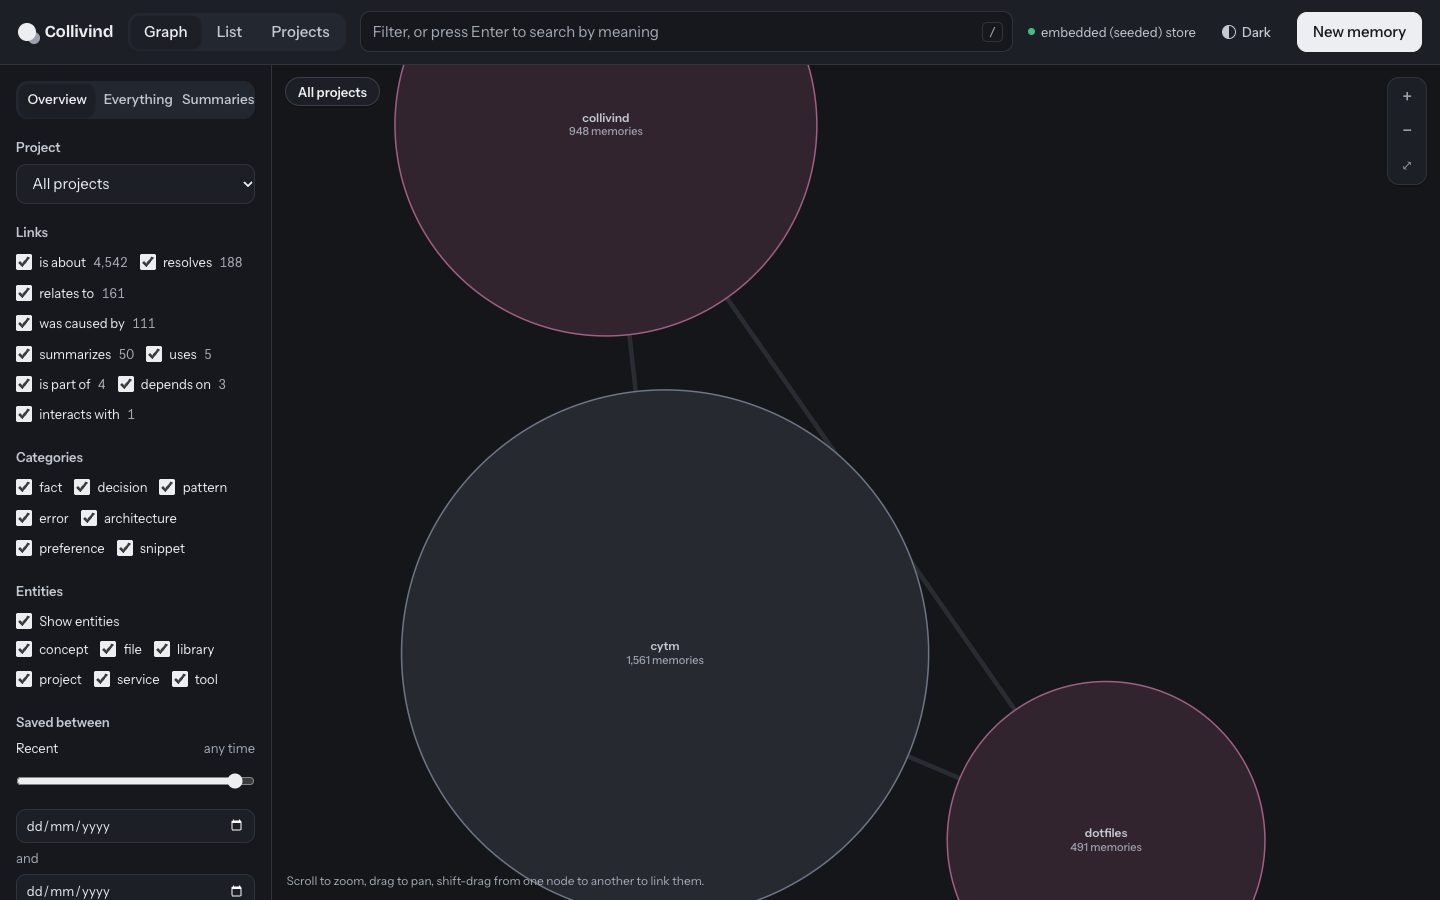 Collivind
Graph List Projects
Filter, or press Enter to search by meaning /
embedded (seeded) store
Dark
New memory
Overview Everything Summaries
Project
All projects
Links
is about 4,542 resolves 188
relates to 161
was caused by 111
summarizes 50 uses 5
is part of 4 depends on 3
interacts with 1
Categories
fact decision pattern
error architecture
preference snippet
Entities
Show entities
concept file library
project service tool
Saved between
Recent any time
dd/mm/yyyy
and
dd/mm/yyyy
All projects
collivind
948 memories
cytm
1,561 memories
dotfiles
491 memories
Scroll to zoom, drag to pan, shift-drag from one node to another to link them.
+
−